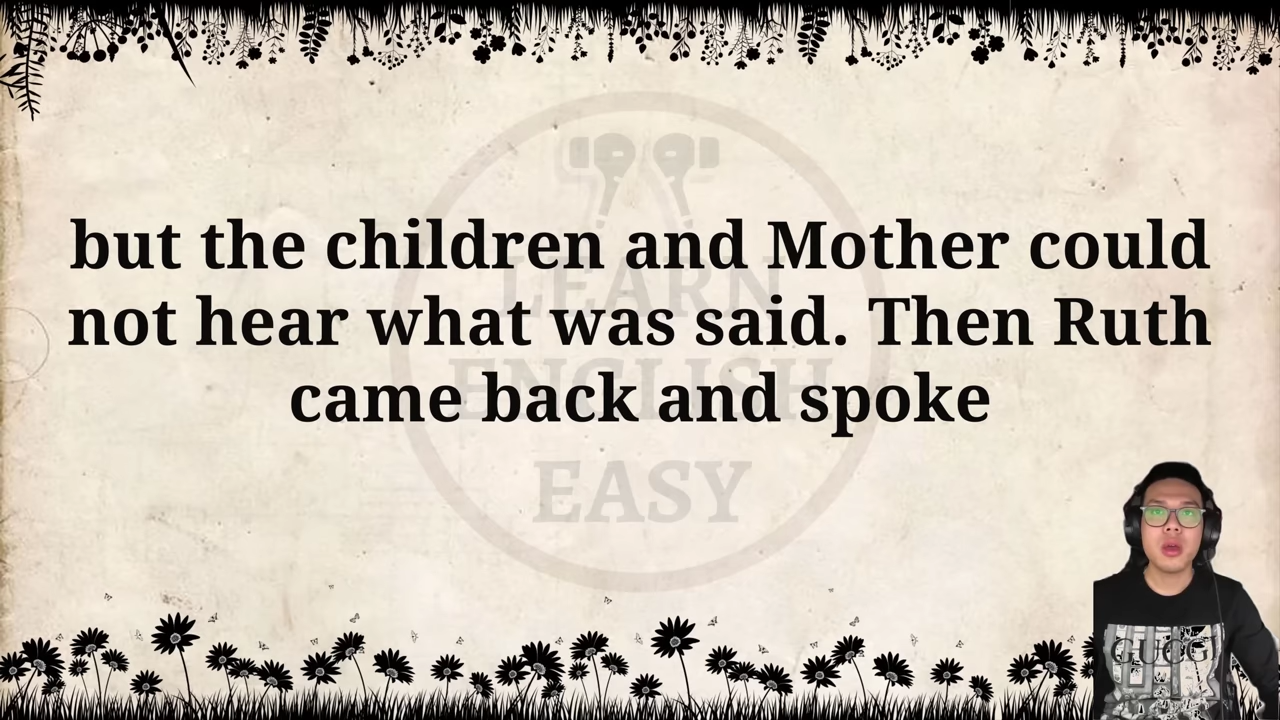 but the children and Mother could
not hear what was said. Then Ruth
came back and spoke
LEARN
ENGLISH
EASY
GUCCI